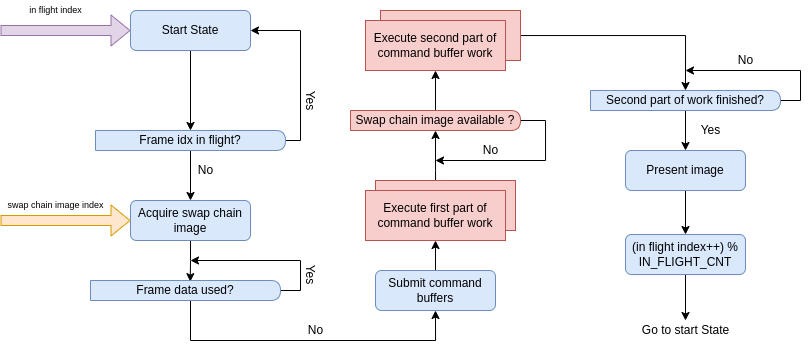 in flight index
Start State
Yes
Frame idx in flight?
No
swap chain image index
Acquire swap chain
image
Yes
Frame data used?
No
Execute second part of
command buffer work
Swap chain image available ?
No
Execute first part of
command buffer work
Submit command
buffers
No
Second part of work finished?
Yes
Present image
(in flight index++) %
IN_FLIGHT_CNT
Go to start State